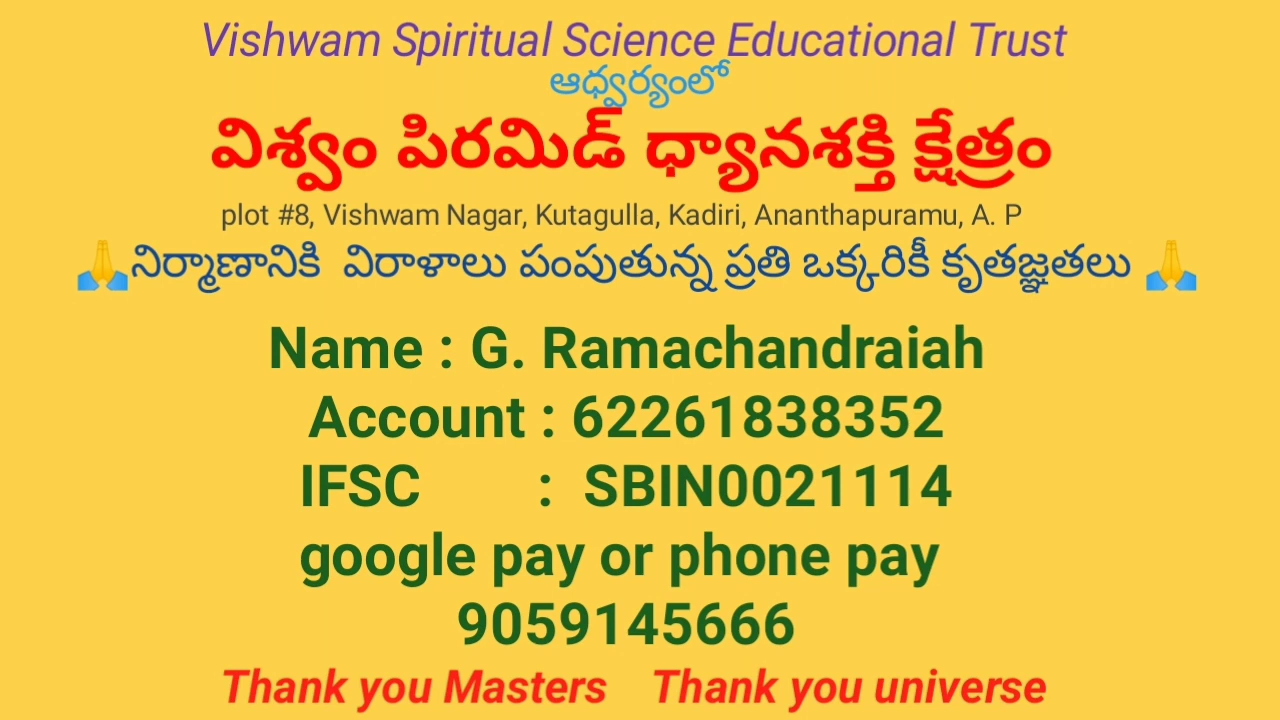 Vishwam Spiritual Science Educational Trust
ఆధ్వర్యంలో
విశ్వం పిరమిడ్ ధ్యానశక్తి క్షేత్రం
plot #8, Vishwam Nagar, Kutagulla, Kadiri, Ananthapuramu, A. P
🙏నిర్మాణానికి విరాళాలు పంపుతున్న ప్రతి ఒక్కరికీ కృతజ్ఞతలు 🙏
Name : G. Ramachandraiah
Account : 62261838352
IFSC : SBIN0021114
google pay or phone pay
9059145666
Thank you Masters Thank you universe